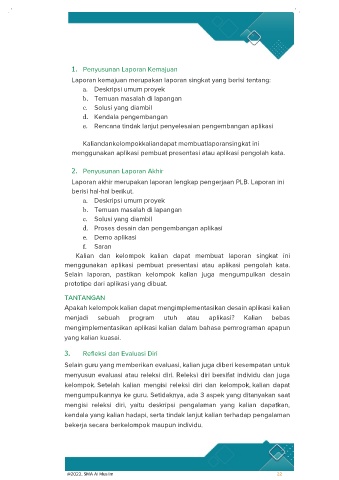 1. Penyusunan Laporan Kemajuan
Laporan kemajuan merupakan laporan singkat yang berisi tentang:
a. Deskripsi umum proyek
b. Temuan masalah di lapangan
c. Solusi yang diambil
d. Kendala pengembangan
e. Rencana tindak lanjut penyelesaian pengembangan aplikasi
Kaliandankelompokkaliandapat membuatlaporansingkat ini
menggunakan aplikasi pembuat presentasi atau aplikasi pengolah kata.
2. Penyusunan Laporan Akhir
Laporan akhir merupakan laporan lengkap pengerjaan PLB. Laporan ini
berisi hal-hal berikut.
a. Deskripsi umum proyek
b. Temuan masalah di lapangan
c. Solusi yang diambil
d. Proses desain dan pengembangan aplikasi
e. Demo aplikasi
f. Saran
Kalian dan kelompok kalian dapat membuat laporan singkat ini
menggunakan aplikasi pembuat presentasi atau aplikasi pengolah kata.
Selain laporan, pastikan kelompok kalian juga mengumpulkan desain
prototipe dari aplikasi yang dibuat.
TANTANGAN
Apakah kelompok kalian dapat mengimplementasikan desain aplikasi kalian
menjadi sebuah program utuh atau aplikasi? Kalian bebas
mengimplementasikan aplikasi kalian dalam bahasa pemrograman apapun
yang kalian kuasai.
3. Refleksi dan Evaluasi Diri
Selain guru yang memberikan evaluasi, kalian juga diberi kesempatan untuk
menyusun evaluasi atau releksi diri. Releksi diri bersifat individu dan juga
kelompok. Setelah kalian mengisi releksi diri dan kelompok, kalian dapat
mengumpulkannya ke guru. Setidaknya, ada 3 aspek yang ditanyakan saat
mengisi releksi diri, yaitu deskripsi pengalaman yang kalian dapatkan,
kendala yang kalian hadapi, serta tindak lanjut kalian terhadap pengalaman
bekerja secara berkelompok maupun individu.
@2022, SMA Al Muslim